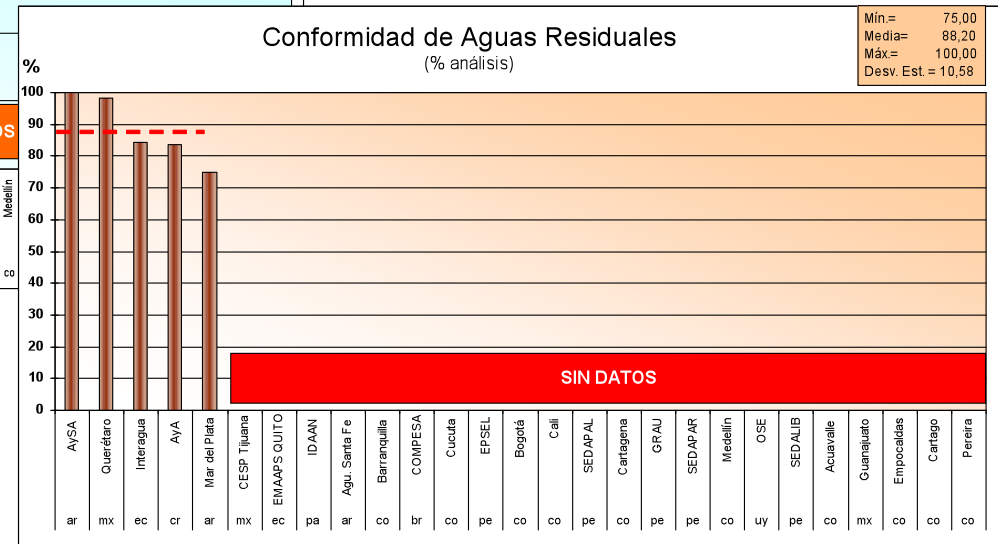 Conformidad de Aguas Residuales
(% análisis)
Mín.= 75,00
Media= 88,20
Máx.= 100,00
Desv. Est. = 10,58
%
100
90
80
70
60
50
40
30
20
10
0
SIN DATOS
AySA
Querétaro
Interagua
AyA
Mar del Plata
CESP Tijuana
EMAAPS QUITO
IDAAN
Agu. Santa Fe
Barranquilla
COMPESA
Cucuta
EPSEL
Bogotá
Cali
SEDAPAL
Cartagena
GRAU
SEDAPAR
Medellín
OSE
SEDALIB
Acuavalle
Guanajuato
Empocaldas
Cartago
Pereira
ar mx ec cr ar mx ec pa ar co br co pe co co pe co pe pe co uy pe co mx co co co
OS
Medellín
co